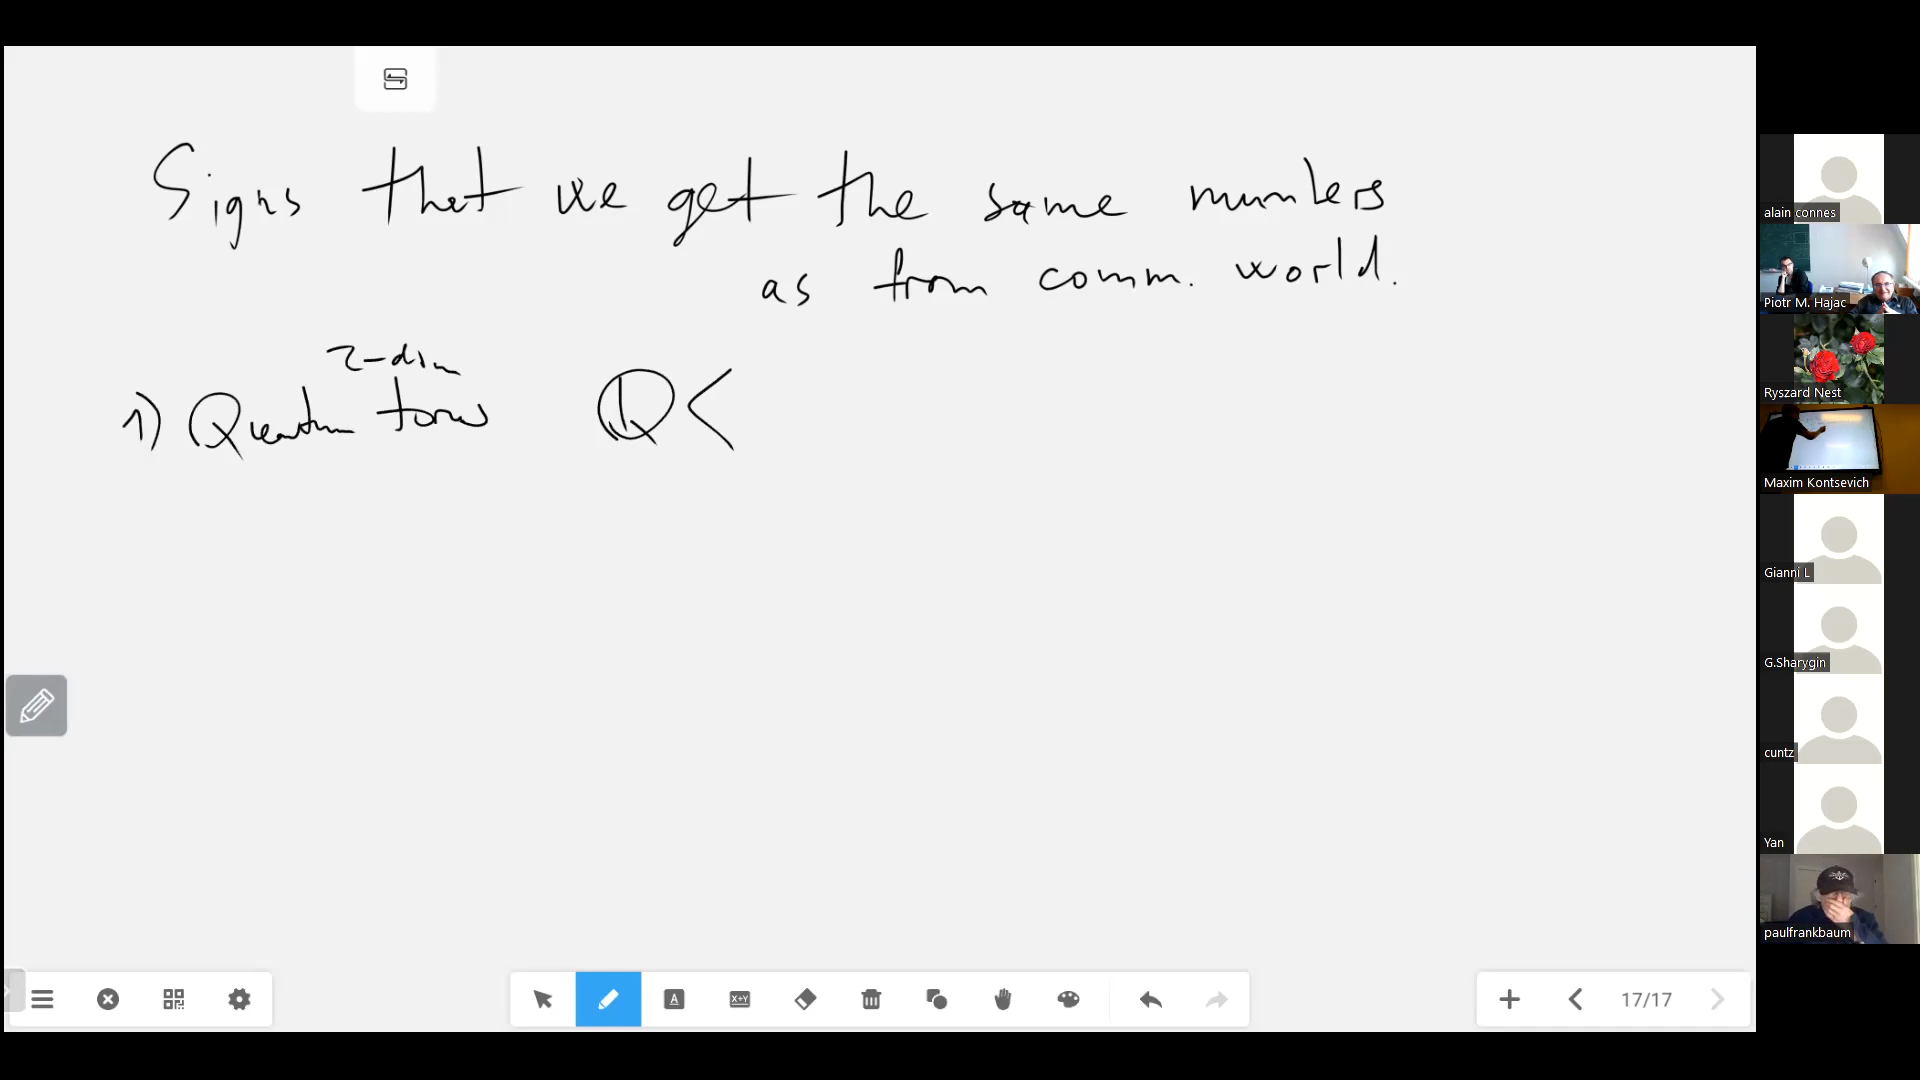 Signs that we get the same numbers
as from comm. world.
2-dim
1) Quantum torus ℚ<
alain connes
Piotr M. Hajac
Ryszard Nest
Maxim Kontsevich
Gianni L
G.Sharygin
cuntz
Yan
paulfrankbaum
A
X+Y
17/17